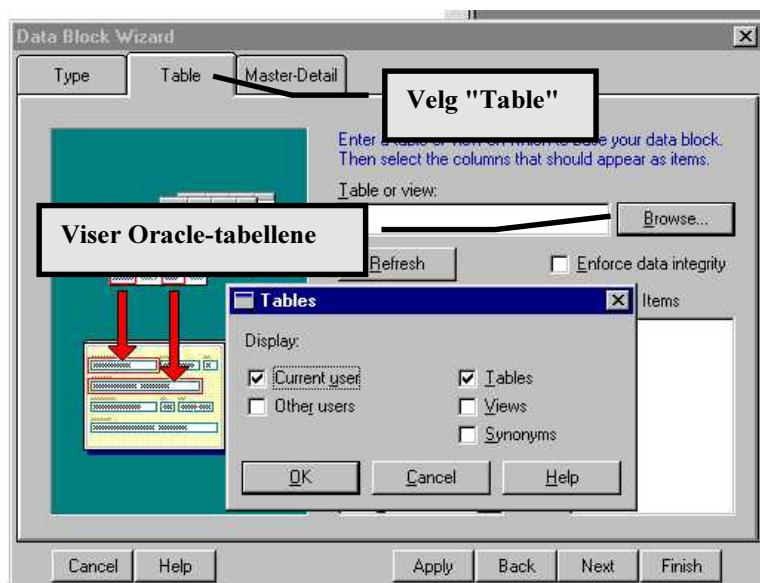 Data Block Wizard
Type
Table
Master-Detail
Velg "Table"
Enter a table or view on which to base your data block.
Then select the columns that should appear as items.
Table or view:
Viser Oracle-tabellene
Browse...
Refresh
Enforce data integrity
Tables
Items
Display:
Current user
Tables
Other users
Views
Synonyms
OK
Cancel
Help
Cancel
Help
Apply
Back
Next
Finish